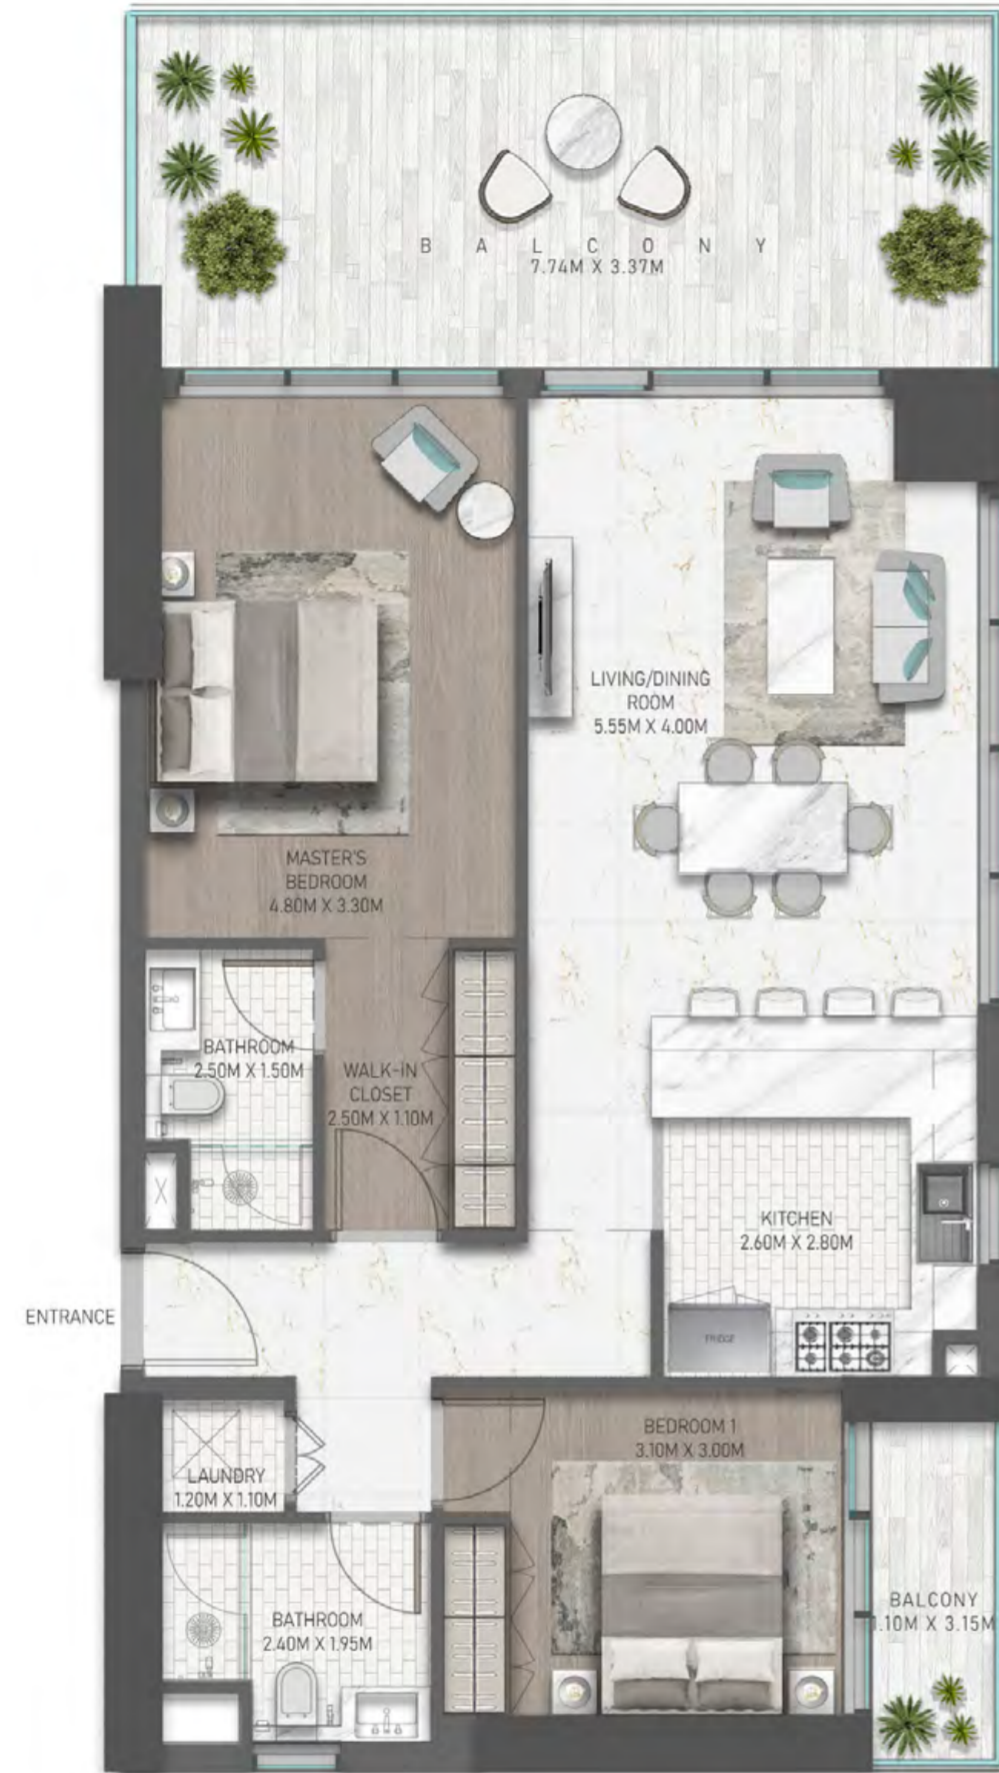 B A L C O N Y
7.74M X 3.37M
LIVING/DINING
ROOM
5.55M X 4.00M
MASTER'S
BEDROOM
4.80M X 3.30M
BATHROOM
2.50M X 1.50M
WALK-IN
CLOSET
2.50M X 1.10M
KITCHEN
2.60M X 2.80M
ENTRANCE
FRIDGE
BEDROOM 1
3.10M X 3.00M
LAUNDRY
1.20M X 1.10M
BALCONY
1.10M X 3.15M
BATHROOM
2.40M X 1.95M